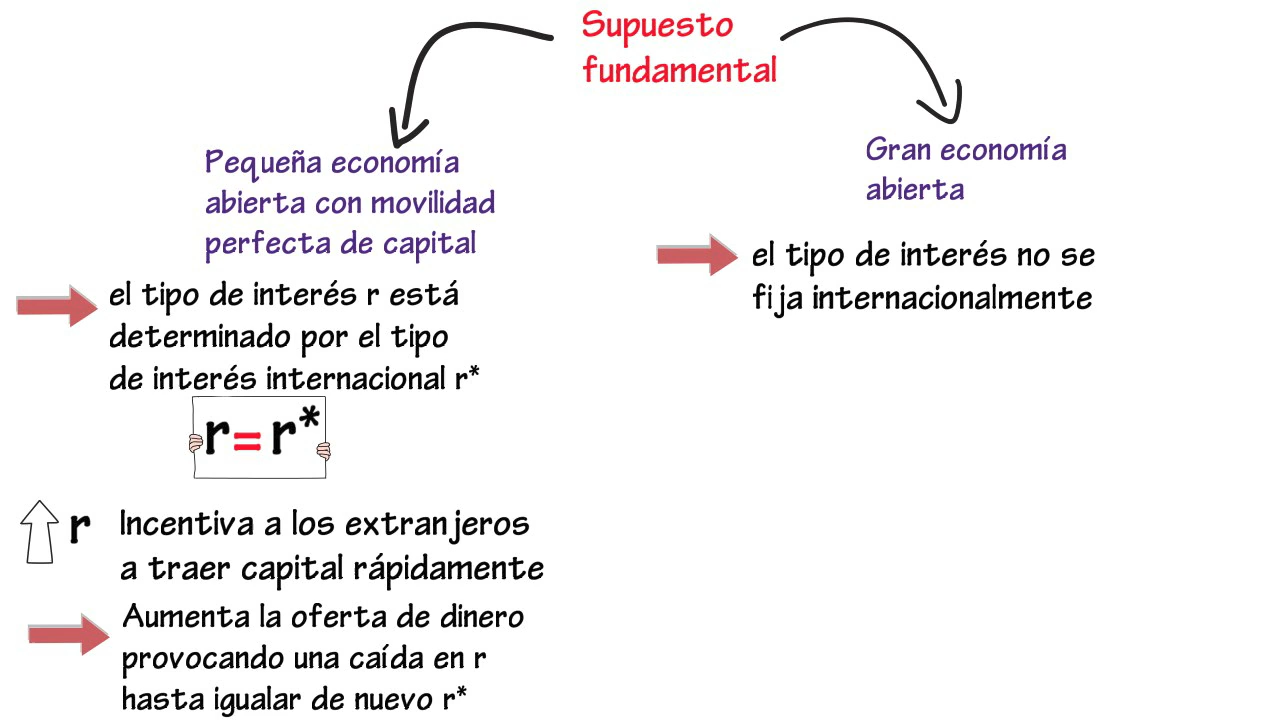 Supuesto
fundamental
Pequeña economía
abierta con movilidad
perfecta de capital
el tipo de interés r está
determinado por el tipo
de interés internacional r*
r=r*
r Incentiva a los extranjeros
a traer capital rápidamente
Aumenta la oferta de dinero
provocando una caída en r
hasta igualar de nuevo r*
Gran economía
abierta
el tipo de interés no se
fija internacionalmente